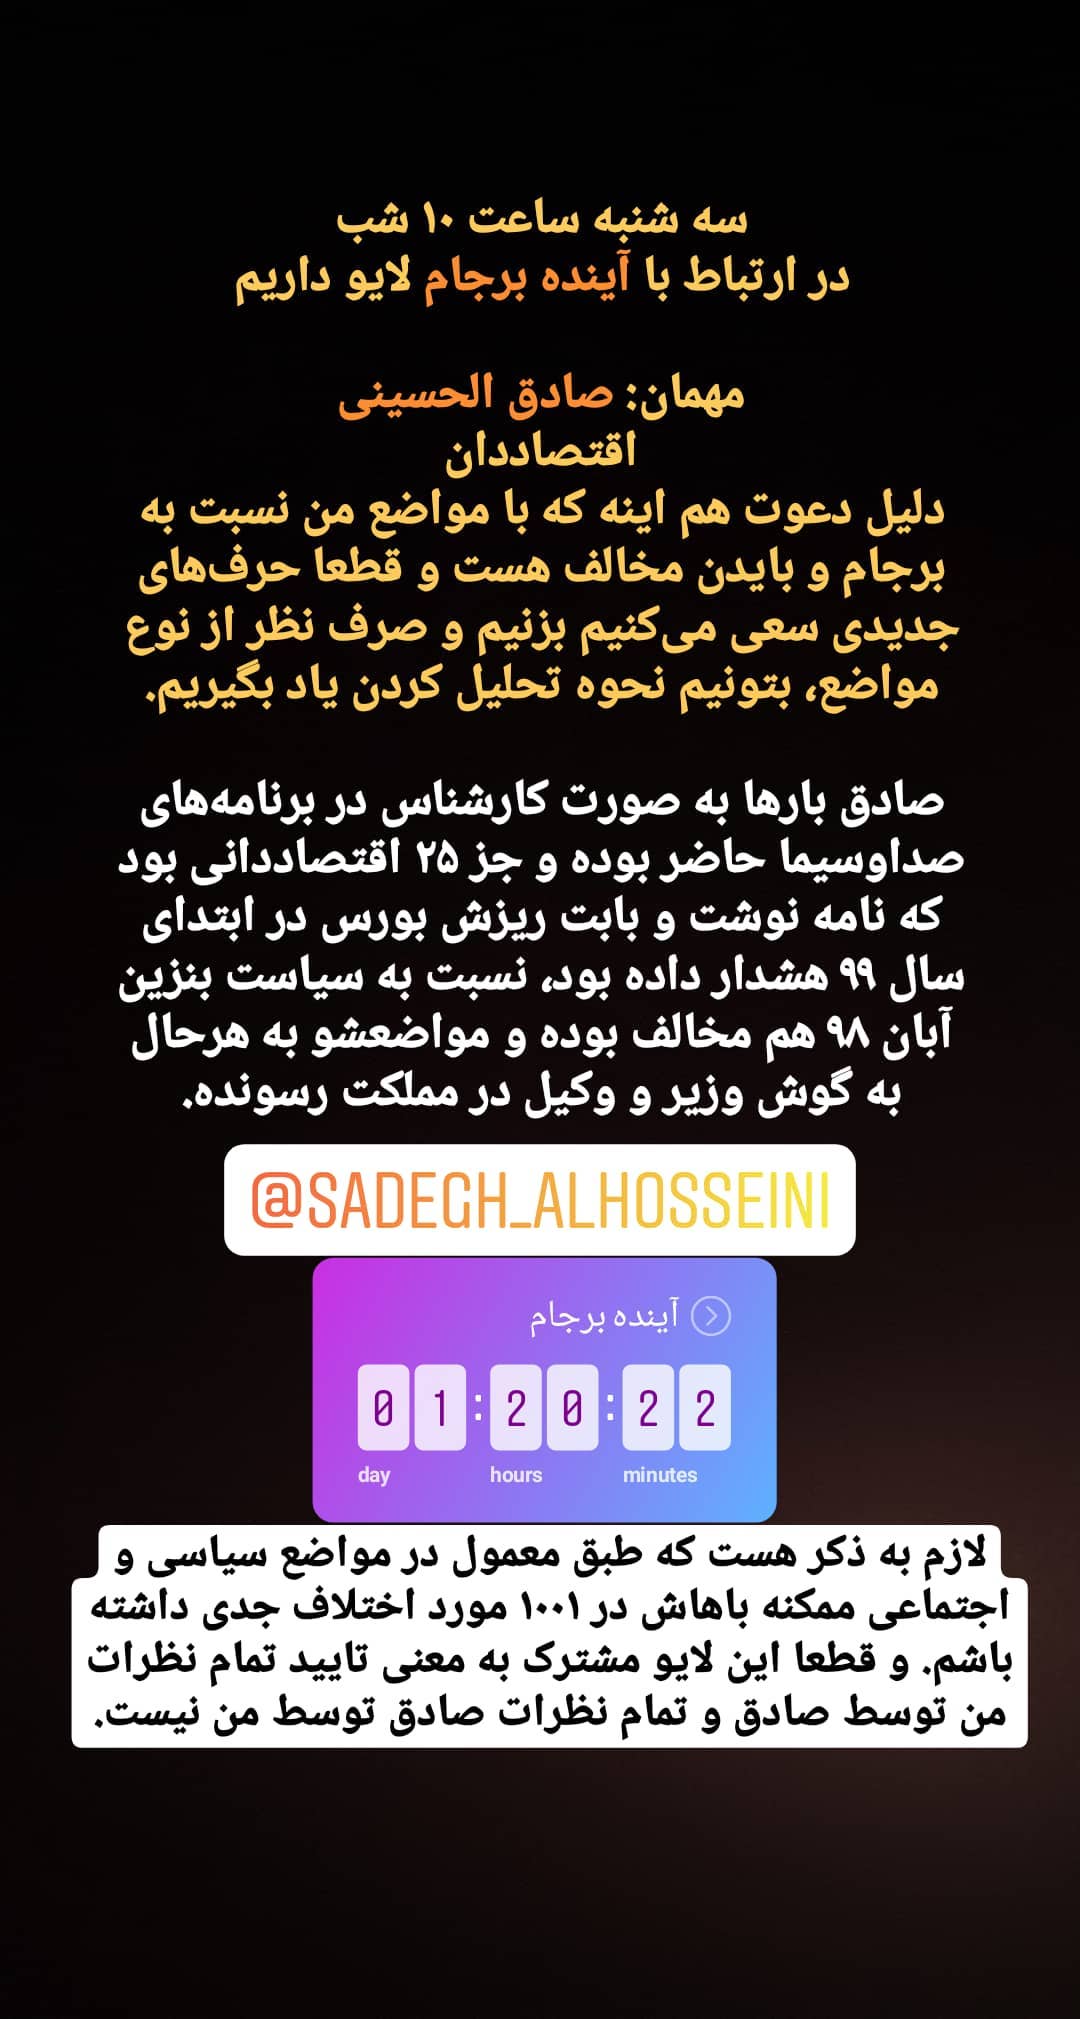 سه شنبه ساعت ۱۰ شب
در ارتباط با آینده برجام لایو داریم
مهمان: صادق الحسینی
اقتصاددان
دلیل دعوت هم اینه که با مواضع من نسبت به
برجام و بایدن مخالف هست و قطعا حرف‌های
جدیدی سعی می‌کنیم بزنیم و صرف نظر از نوع
مواضع، بتونیم نحوه تحلیل کردن یاد بگیریم.
صادق بارها به صورت کارشناس در برنامه‌های
صداوسیما حاضر بوده و جز ۲۵ اقتصاددانی بود
که نامه نوشت و بابت ریزش بورس در ابتدای
سال ۹۹ هشدار داده بود، نسبت به سیاست بنزین
آبان ۹۸ هم مخالف بوده و مواضعشو به هرحال
به گوش وزیر و وکیل در مملکت رسونده.
@SADEGH_ALHOSSEINI
آینده برجام
01:20:22
day hours minutes
لازم به ذکر هست که طبق معمول در مواضع سیاسی و
اجتماعی ممکنه باهاش در ۱۰۰۱ مورد اختلاف جدی داشته
باشم. و قطعا این لایو مشترک به معنی تایید تمام نظرات
من توسط صادق و تمام نظرات صادق توسط من نیست.